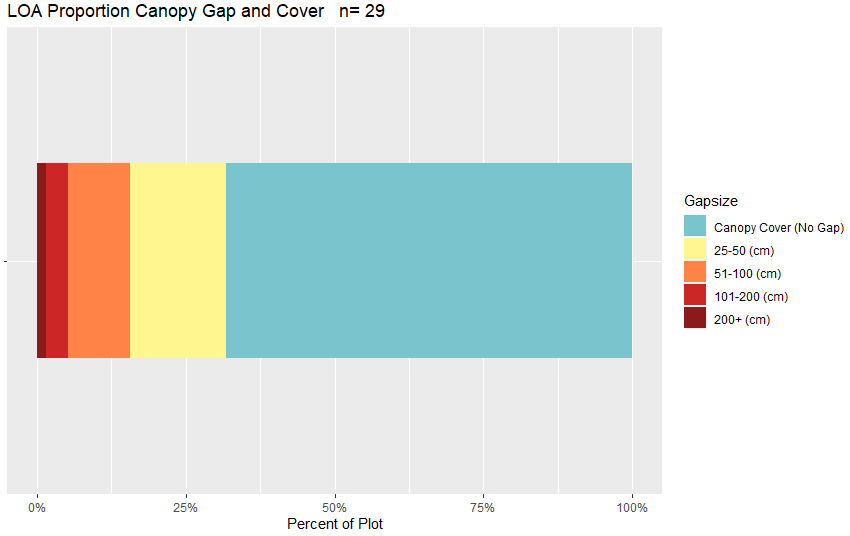 LOA Proportion Canopy Gap and Cover   n= 29
Gapsize
Canopy Cover (No Gap)
25-50 (cm)
51-100 (cm)
101-200 (cm)
200+ (cm)
0%
25%
50%
75%
100%
Percent of Plot